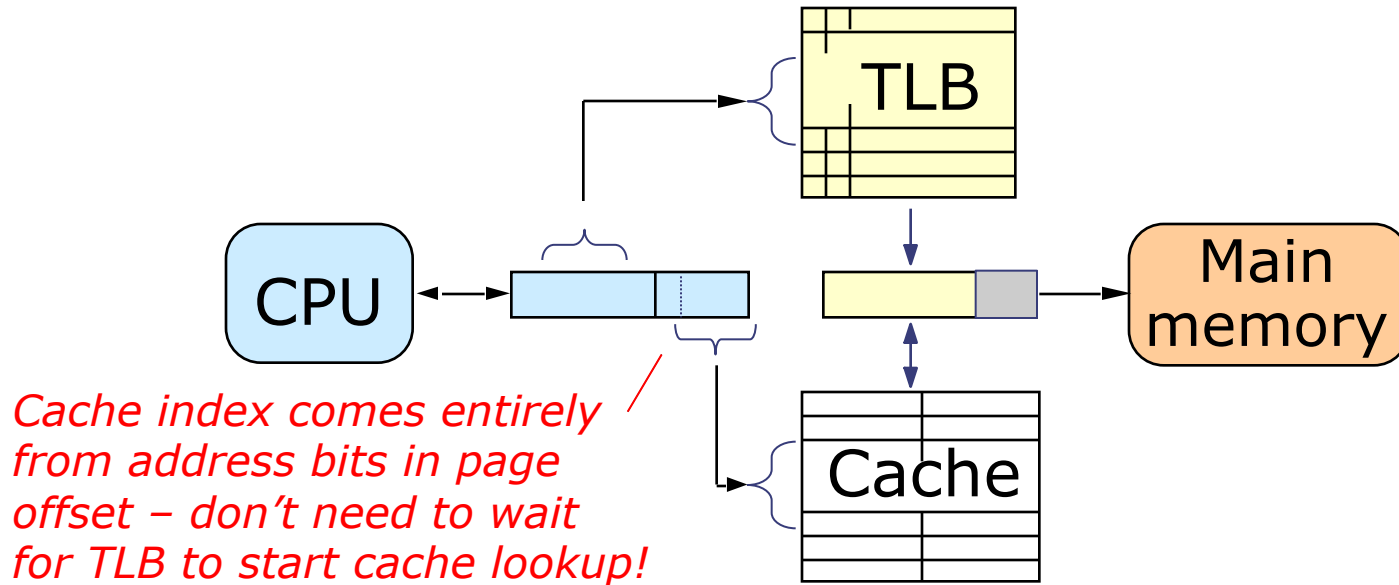 TLB
CPU
Main
memory
Cache index comes entirely
from address bits in page
offset – don’t need to wait
for TLB to start cache lookup!
Cache